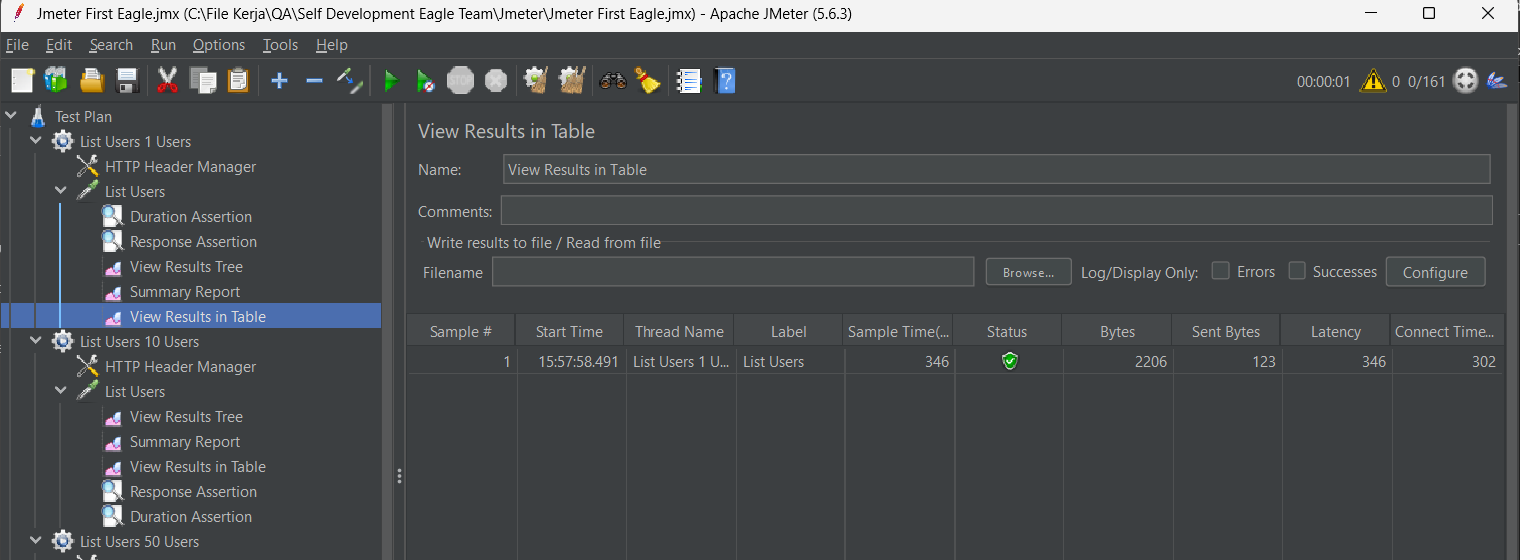 Jmeter First Eagle.jmx (C:\File Kerja\QA\Self Development Eagle Team\Jmeter\Jmeter First Eagle.jmx) - Apache JMeter (5.6.3)
File Edit Search Run Options Tools Help
STOP 00:00:01 0 0/161
Test Plan
List Users 1 Users
HTTP Header Manager
List Users
Duration Assertion
Response Assertion
View Results Tree
Summary Report
View Results in Table
List Users 10 Users
HTTP Header Manager
List Users
View Results Tree
Summary Report
View Results in Table
Response Assertion
Duration Assertion
List Users 50 Users
View Results in Table
Name: View Results in Table
Comments:
Write results to file / Read from file
Filename Browse... Log/Display Only: Errors Successes Configure
Sample # Start Time Thread Name Label Sample Time(... Status Bytes Sent Bytes Latency Connect Time...
1 15:57:58.491 List Users 1 U... List Users 346 2206 123 346 302